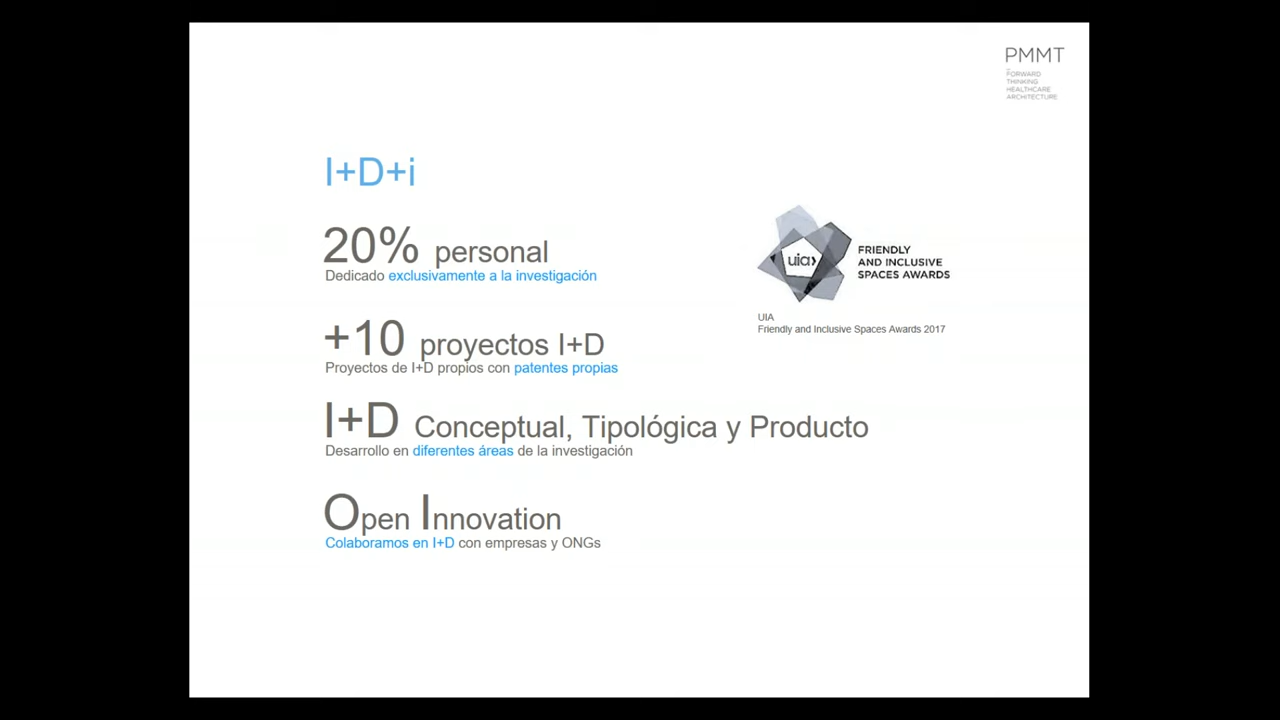 PMMT
FORWARD
THINKING
HEALTHCARE
ARCHITECTURE
I+D+i
20% personal
Dedicado exclusivamente a la investigación
+10 proyectos I+D
Proyectos de I+D propios con patentes propias
I+D Conceptual, Tipológica y Producto
Desarrollo en diferentes áreas de la investigación
Open Innovation
Colaboramos en I+D con empresas y ONGs
uia
FRIENDLY
AND INCLUSIVE
SPACES AWARDS
UIA
Friendly and Inclusive Spaces Awards 2017